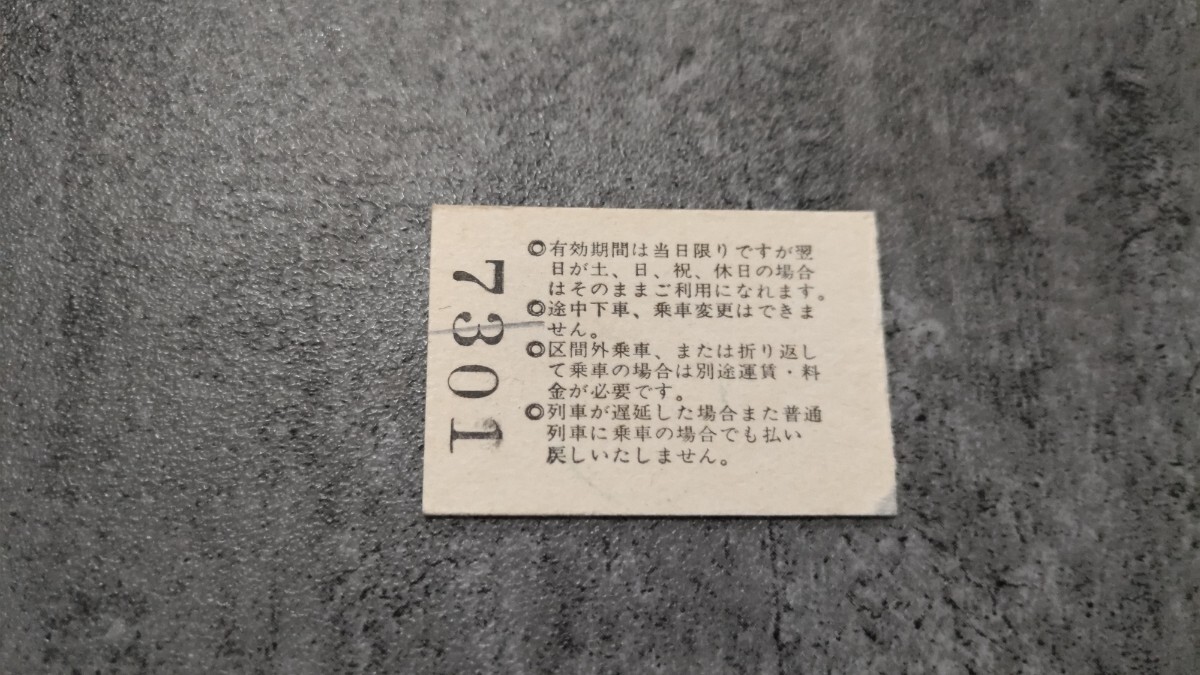 ◎有効期間は当日限りですが翌
日が土、日、祝、休日の場合
はそのままご利用になれます。
◎途中下車、乗車変更はできま
せん。
◎区間外乗車、または折り返し
て乗車の場合は別途運賃・料
金が必要です。
◎列車が遅延した場合また普通
列車に乗車の場合でも払い
戻しいたしません。
7301